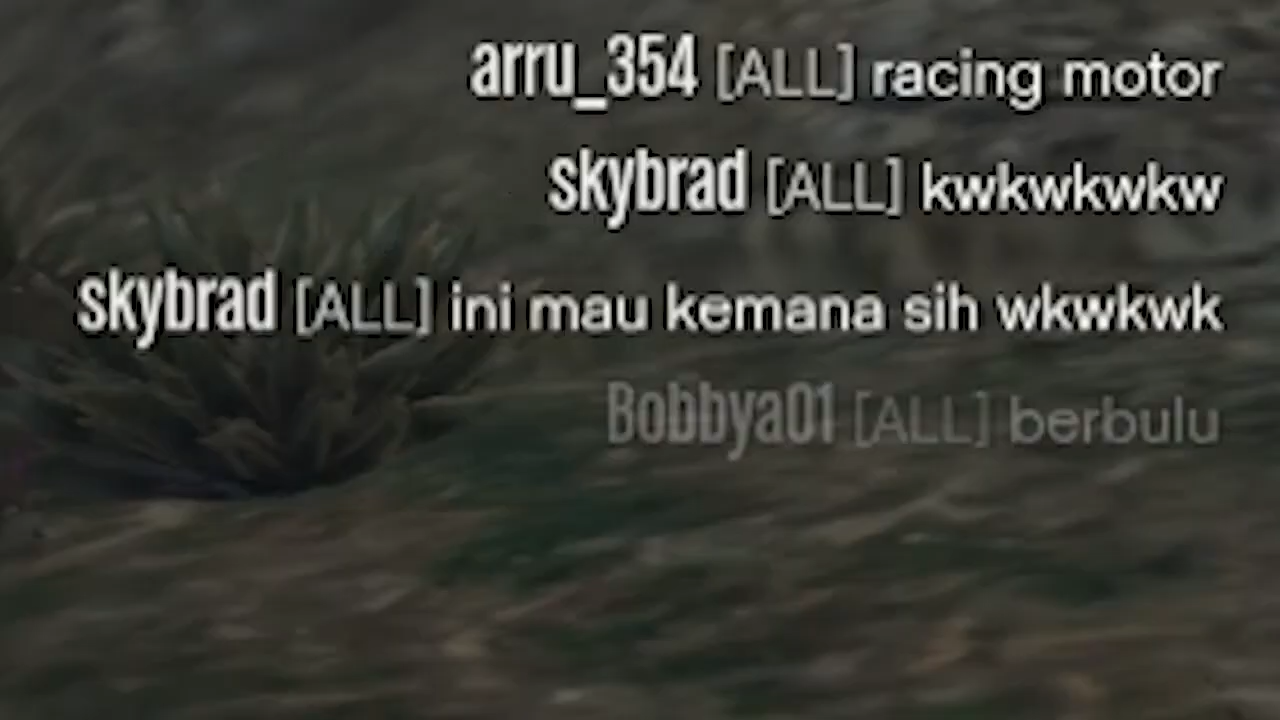 arru_354 [ALL] racing motor
skybrad [ALL] kwkwkwkw
skybrad [ALL] ini mau kemana sih wkwkwk
Bobbya01 [ALL] berbulu